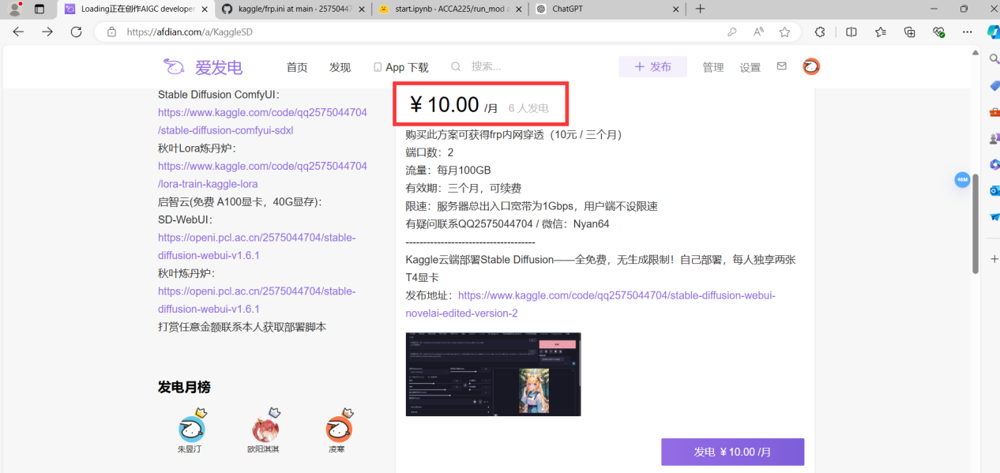 Loading正在创作AIGC developer
kaggle/frp.ini at main · 25750447
start.ipynb · ACCA225/run_mod a
ChatGPT
https://afdian.com/a/KaggleSD
爱发电
首页
发现
App 下载
搜索...
+ 发布
管理
设置
Stable Diffusion ComfyUI：
https://www.kaggle.com/code/qq2575044704
/stable-diffusion-comfyui-sdxl
秋叶Lora炼丹炉：
https://www.kaggle.com/code/qq2575044704
/lora-train-kaggle-lora
启智云(免费 A100显卡，40G显存)：
SD-WebUI：
https://openi.pcl.ac.cn/2575044704/stable-
diffusion-webui-v1.6.1
秋叶炼丹炉：
https://openi.pcl.ac.cn/2575044704/stable-
diffusion-webui-v1.6.1
打赏任意金额联系本人获取部署脚本
发电月榜
朱昱汀
欧阳淇淇
凌寒
¥ 10.00 /月 6 人发电
购买此方案可获得frp内网穿透（10元 / 三个月）
端口数：2
流量：每月100GB
有效期：三个月，可续费
限速：服务器总出入口宽带为1Gbps，用户端不设限速
有疑问联系QQ2575044704 / 微信：Nyan64
-------------------------------------
Kaggle云端部署Stable Diffusion——全免费，无生成限制！自己部署，每人独享两张
T4显卡
发布地址：https://www.kaggle.com/code/qq2575044704/stable-diffusion-webui-
novelai-edited-version-2
发电 ¥ 10.00 /月
46M